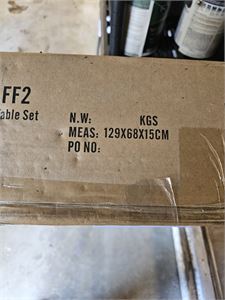 FF2
able Set
N.W: KGS
MEAS: 129X68X15CM
PO NO: